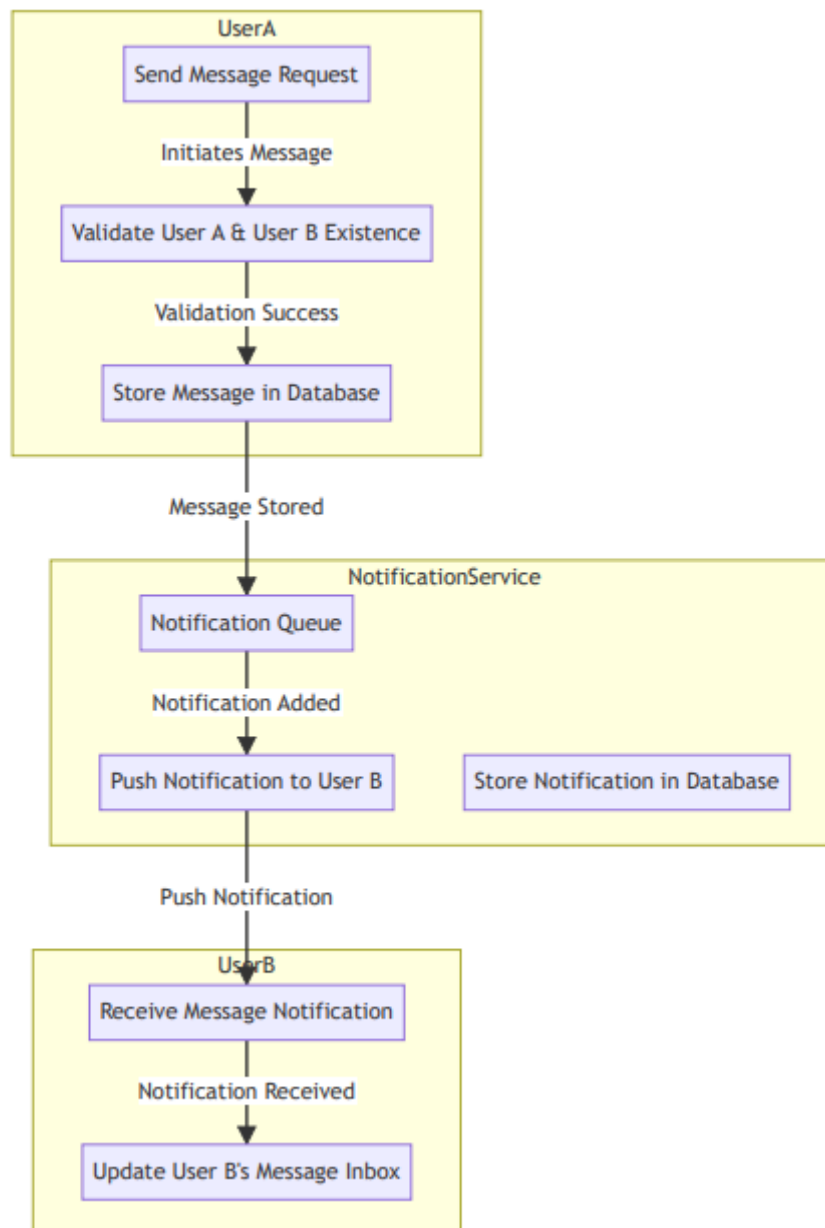 UserA
Send Message Request
Initiates Message
Validate User A & User B Existence
Validation Success
Store Message in Database
Message Stored
NotificationService
Notification Queue
Notification Added
Push Notification to User B
Store Notification in Database
Push Notification
UserB
Receive Message Notification
Notification Received
Update User B's Message Inbox